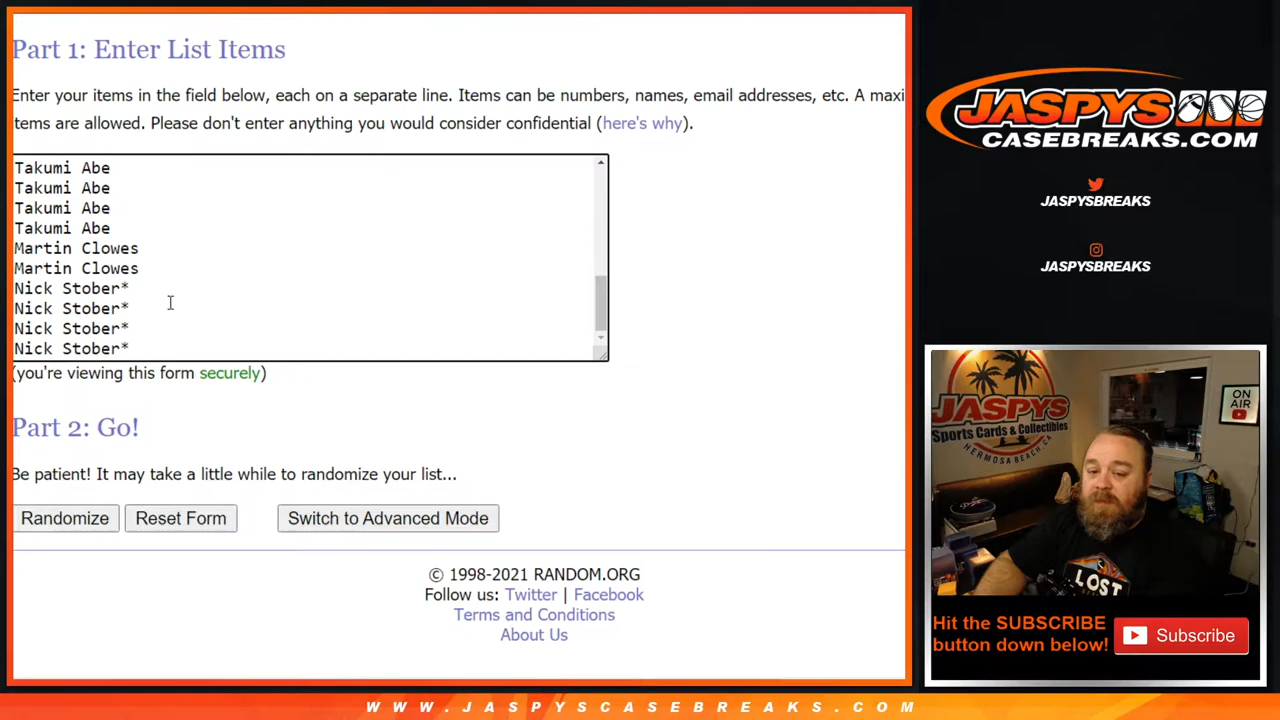 Part 1: Enter List Items
Enter your items in the field below, each on a separate line. Items can be numbers, names, email addresses, etc. A maxi
tems are allowed. Please don't enter anything you would consider confidential (here's why).
Takumi Abe
Takumi Abe
Takumi Abe
Takumi Abe
Martin Clowes
Martin Clowes
Nick Stober*
Nick Stober*
Nick Stober*
Nick Stober*
(you're viewing this form securely)
Part 2: Go!
Be patient! It may take a little while to randomize your list...
Randomize
Reset Form
Switch to Advanced Mode
© 1998-2021 RANDOM.ORG
Follow us: Twitter | Facebook
Terms and Conditions
About Us
JASPYS
CASEBREAKS.COM
JASPYSBREAKS
JASPYSBREAKS
JASPYS
Sports Cards & Collectibles
HERMOSA BEACH, CA
ON
AIR
LOST
Hit the SUBSCRIBE
button down below!
Subscribe
WWW.JASPYSCASEBREAKS.COM